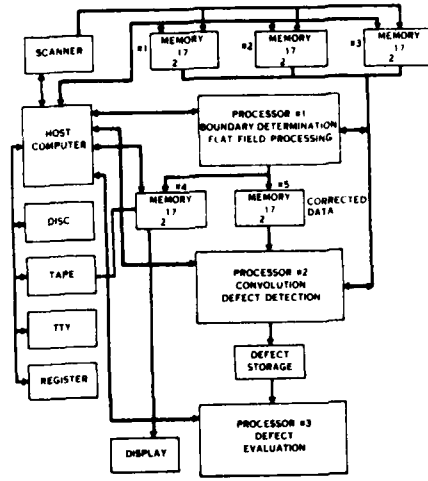 SCANNER
#1
MEMORY
17
2
#2
MEMORY
17
2
#3
MEMORY
17
2
HOST
COMPUTER
PROCESSOR #1
BOUNDARY DETERMINATION
FLAT FIELD PROCESSING
#4
MEMORY
17
2
#5
MEMORY
17
2
CORRECTED
DATA
DISC
TAPE
TTY
REGISTER
PROCESSOR #2
CONVOLUTION
DEFECT DETECTION
DEFECT
STORAGE
DISPLAY
PROCESSOR #3
DEFECT
EVALUATION